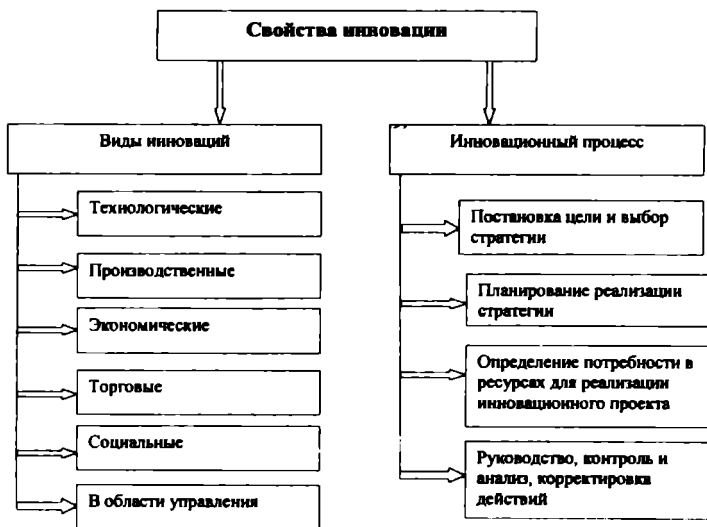 Свойства инновации
Виды инноваций
Технологические
Производственные
Экономические
Торговые
Социальные
В области управления
Инновационный процесс
Постановка цели и выбор
стратегии
Планирование реализации
стратегии
Определение потребности в
ресурсах для реализации
инновационного проекта
Руководство, контроль и
анализ, корректировка
действий